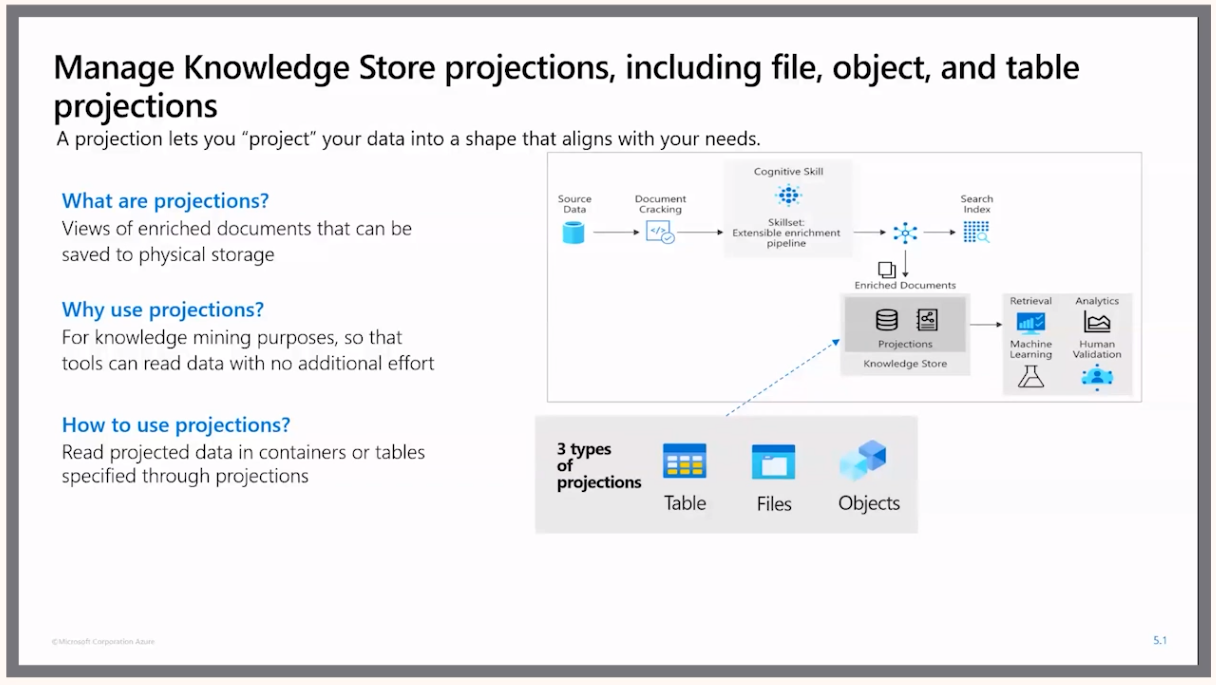 Manage Knowledge Store projections, including file, object, and table
projections
A projection lets you “project” your data into a shape that aligns with your needs.
What are projections?
Views of enriched documents that can be
saved to physical storage
Why use projections?
For knowledge mining purposes, so that
tools can read data with no additional effort
How to use projections?
Read projected data in containers or tables
specified through projections
Source
Data
Document
Cracking
</>
Cognitive Skill
Skillset:
Extensible enrichment
pipeline
Search
Index
Enriched Documents
Projections
Knowledge Store
Retrieval
Analytics
Machine
Learning
Human
Validation
3 types
of
projections
Table
Files
Objects
©Microsoft Corporation Azure
5.1